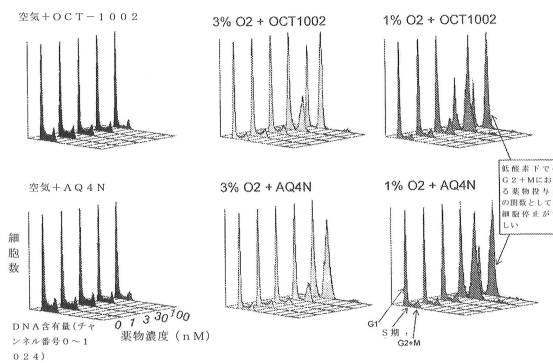 空気+OCT-1002
3% O2 + OCT1002
1% O2 + OCT1002
低酸素下で
G2+Mにお
る薬物投与
の関数として
細胞停止が
しい
空気+AQ4N
3% O2 + AQ4N
1% O2 + AQ4N
細胞数
DNA含有量(チャ
ンネル番号0～1
024)
0 1 3 30 100
薬物濃度(nM)
G1
S期
G2+M